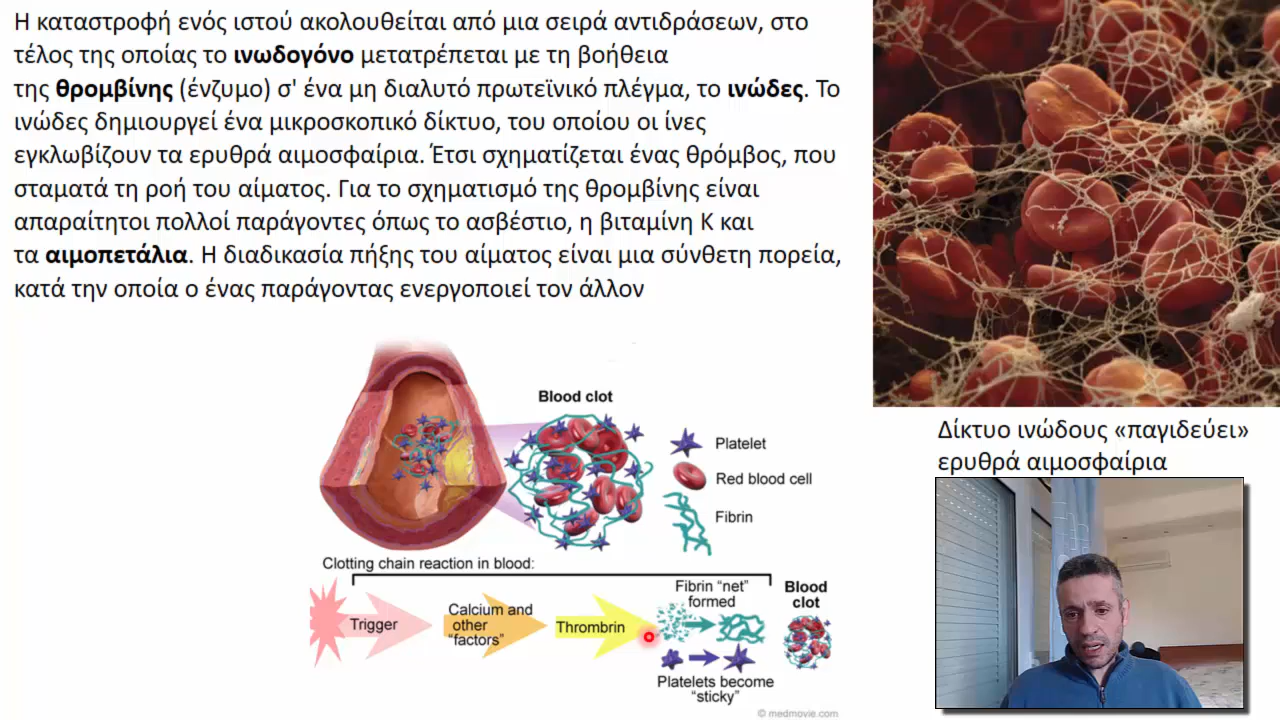 Η καταστροφή ενός ιστού ακολουθείται από μια σειρά αντιδράσεων, στο
τέλος της οποίας το ινωδογόνο μετατρέπεται με τη βοήθεια
της θρομβίνης (ένζυμο) σ' ένα μη διαλυτό πρωτεϊνικό πλέγμα, το ινώδες. Το
ινώδες δημιουργεί ένα μικροσκοπικό δίκτυο, του οποίου οι ίνες
εγκλωβίζουν τα ερυθρά αιμοσφαίρια. Έτσι σχηματίζεται ένας θρόμβος, που
σταματά τη ροή του αίματος. Για το σχηματισμό της θρομβίνης είναι
απαραίτητοι πολλοί παράγοντες όπως το ασβέστιο, η βιταμίνη Κ και
τα αιμοπετάλια. Η διαδικασία πήξης του αίματος είναι μια σύνθετη πορεία,
κατά την οποία ο ένας παράγοντας ενεργοποιεί τον άλλον
Δίκτυο ινώδους «παγιδεύει»
ερυθρά αιμοσφαίρια
Blood clot
Platelet
Red blood cell
Fibrin
Clotting chain reaction in blood:
Trigger
Calcium and
other
“factors”
Thrombrin
Fibrin “net”
formed
Platelets become
“sticky”
Blood
clot
© medmovie.com